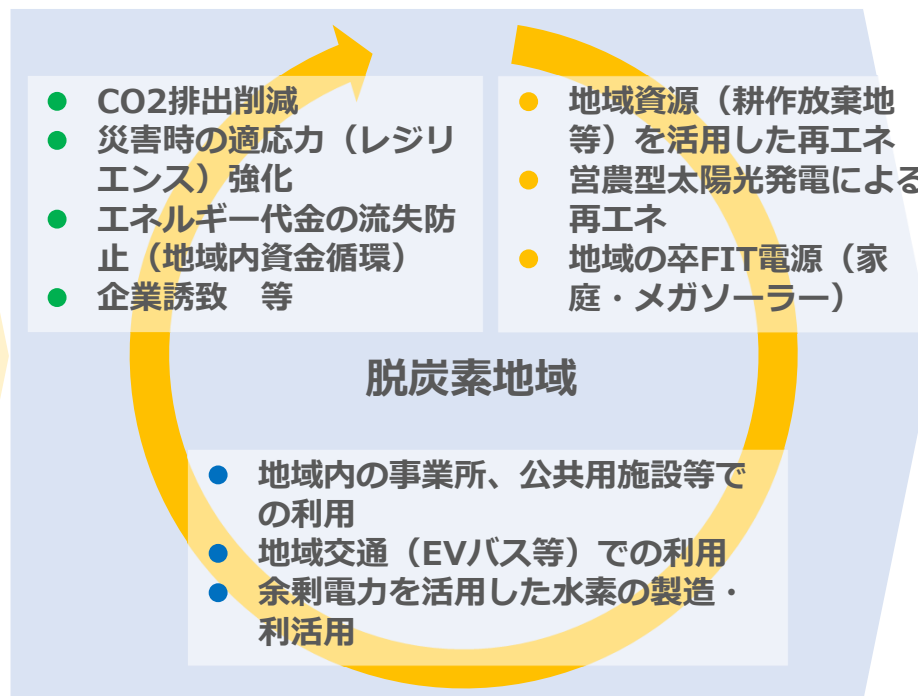 CO2排出削減
災害時の適応力（レジリ
エンス）強化
エネルギー代金の流失防
止（地域内資金循環）
企業誘致　等
地域資源（耕作放棄地
等）を活用した再エネ
営農型太陽光発電による
再エネ
地域の卒FIT電源（家
庭・メガソーラー）
脱炭素地域
地域内の事業所、公共用施設等で
の利用
地域交通（EVバス等）での利用
余剰電力を活用した水素の製造・
利活用